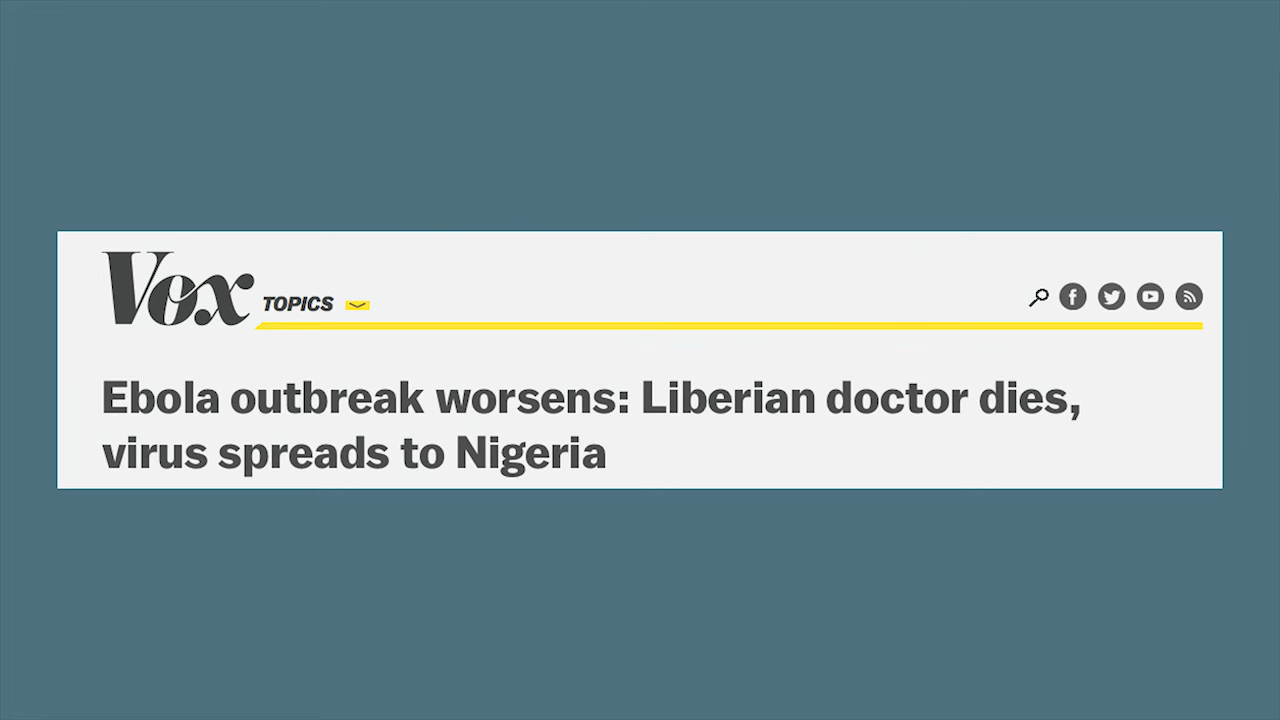 Vox TOPICS
Ebola outbreak worsens: Liberian doctor dies,
virus spreads to Nigeria